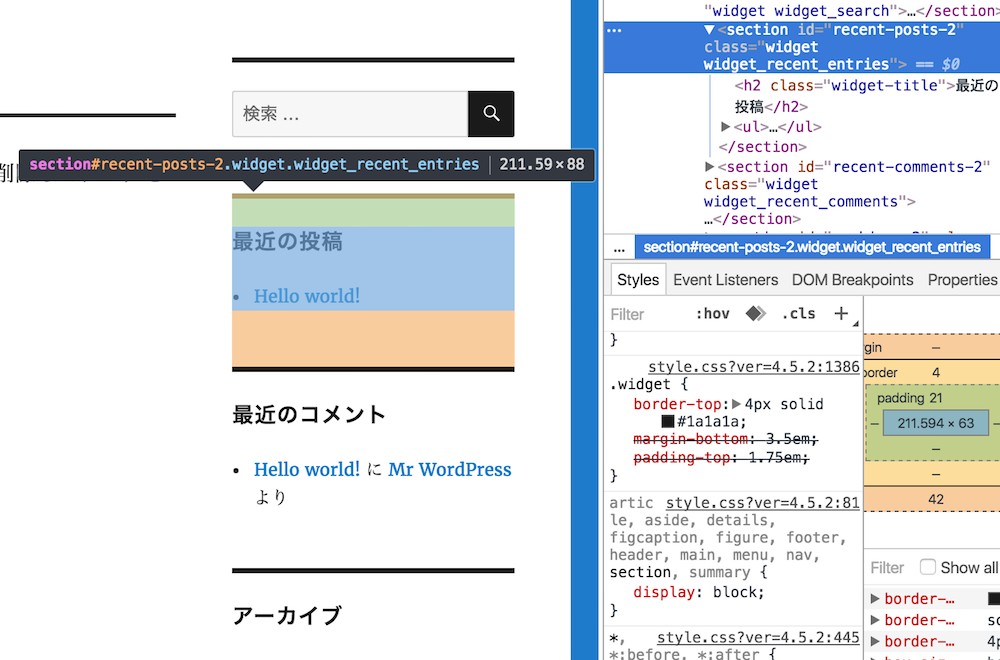 検索 ...
削
section#recent-posts-2.widget.widget_recent_entries 211.59×88
最近の投稿
• Hello world!
最近のコメント
• Hello world! に Mr WordPress
より
アーカイブ
"widget widget_search">…</section>
… ▼<section id="recent-posts-2"
class="widget
widget_recent_entries"> == $0
<h2 class="widget-title">最近の
投稿</h2>
▶<ul>…</ul>
</section>
▶<section id="recent-comments-2"
class="widget
widget_recent_comments">
…</section>
... section#recent-posts-2.widget.widget_recent_entries
Styles Event Listeners DOM Breakpoints Properties
Filter :hov .cls +
}
style.css?ver=4.5.2:1386
.widget {
border-top:▶4px solid
#1a1a1a;
margin-bottom: 3.5em;
padding-top: 1.75em;
}
artic style.css?ver=4.5.2:81
le, aside, details,
figcaption, figure, footer,
header, main, menu, nav,
section, summary {
display: block;
}
*, style.css?ver=4.5.2:445
*:before, *:after {
gin –
order 4
padding 21
– 211.594 × 63 –
–
–
42
Filter Show all
▶ border-…
▶ border-… so
▶ border-… 4p